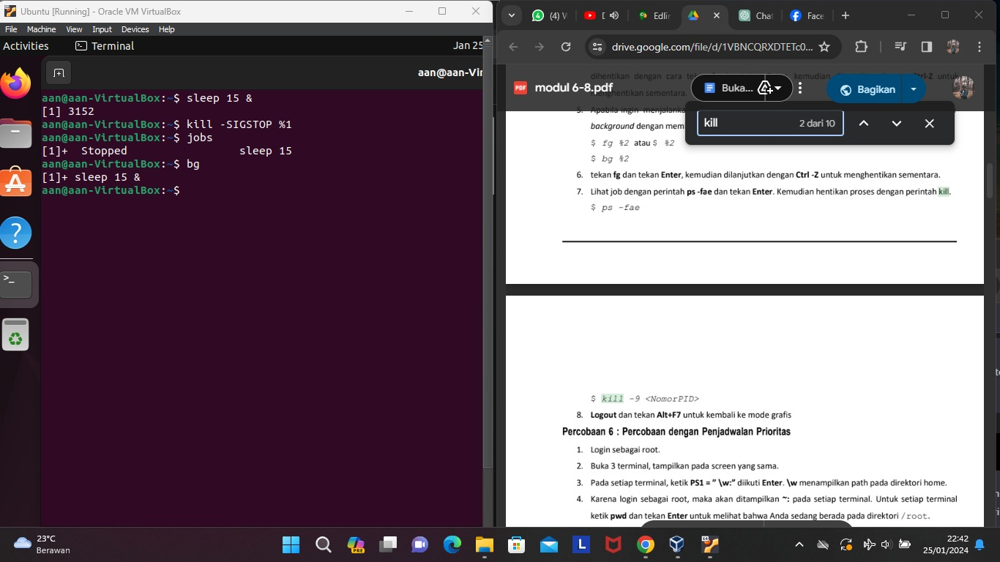 Ubuntu [Running] - Oracle VM VirtualBox
File Machine View Input Devices Help
Activities
Terminal
Jan 25
aan@aan-Vir
aan@aan-VirtualBox:~$ sleep 15 &
[1] 3152
aan@aan-VirtualBox:~$ kill -SIGSTOP %1
aan@aan-VirtualBox:~$ jobs
[1]+  Stopped                 sleep 15
aan@aan-VirtualBox:~$ bg
[1]+ sleep 15 &
aan@aan-VirtualBox:~$
(4) W
Edlir
Cha
Face
drive.google.com/file/d/1VBNCQRXDTETc0...
PDF
modul 6-8.pdf
Buka...
Bagikan
kill
2 dari 10
dihentikan dengan cara
kemudian
Ctrl-Z untuk
menghentikan sementara.
5. Apabila ingin menjalanka
background dengan mem
$ fg %2 atau $ %2
$ bg %2
6. tekan fg dan tekan Enter, kemudian dilanjutkan dengan Ctrl -Z untuk menghentikan sementara.
7. Lihat job dengan perintah ps -fae dan tekan Enter. Kemudian hentikan proses dengan perintah kill.
$ ps -fae
$ kill -9 <NomorPID>
8. Logout dan tekan Alt+F7 untuk kembali ke mode grafis
Percobaan 6 : Percobaan dengan Penjadwalan Prioritas
1. Login sebagai root.
2. Buka 3 terminal, tampilkan pada screen yang sama.
3. Pada setiap terminal, ketik PS1 = ” \w:” diikuti Enter. \w menampilkan path pada direktori home.
4. Karena login sebagai root, maka akan ditampilkan ~: pada setiap terminal. Untuk setiap terminal
ketik pwd dan tekan Enter untuk melihat bahwa Anda sedang berada pada direktori /root.
23°C
Berawan
PRE
L
64
22:42
25/01/2024